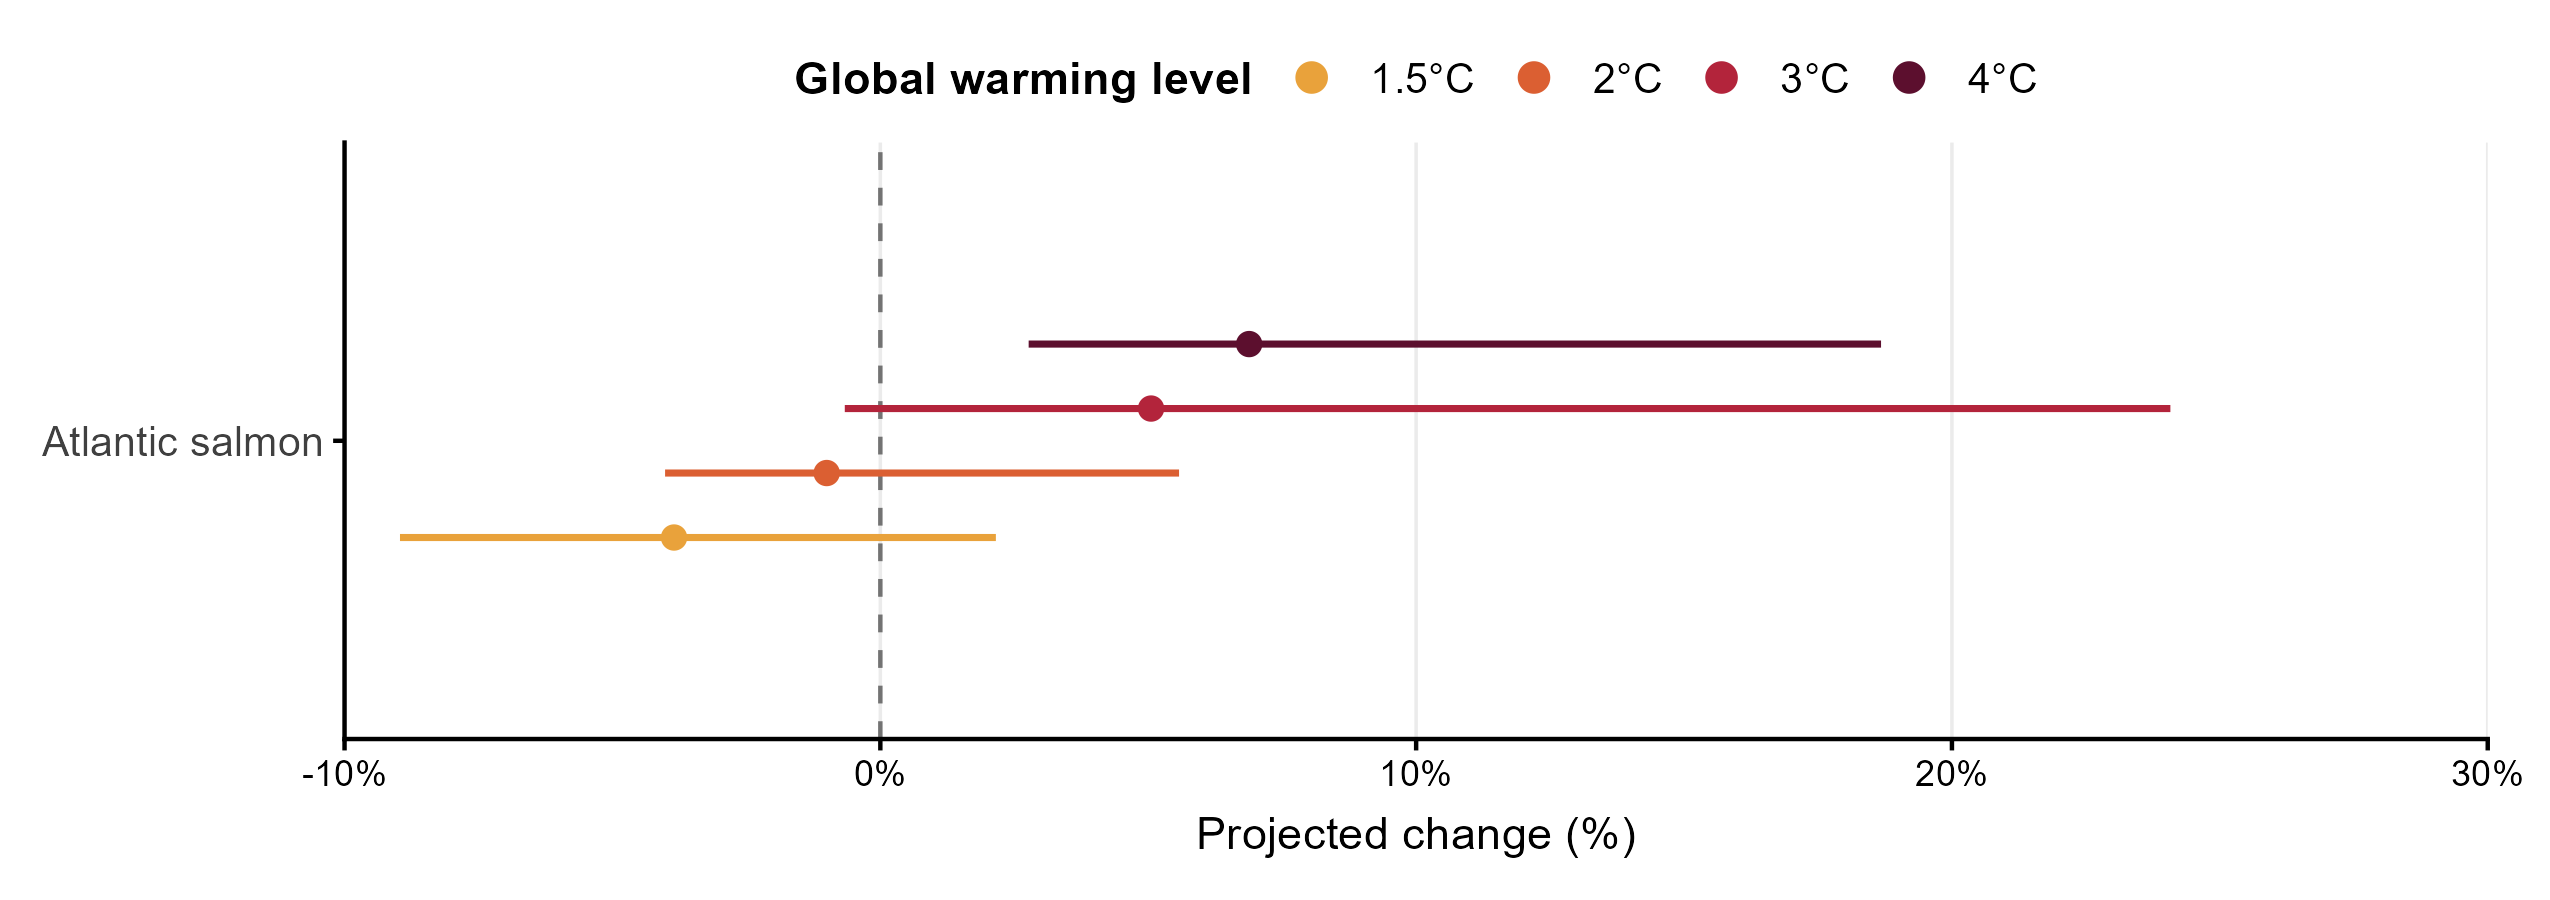 Global warming level 1.5°C 2°C 3°C 4°C
Atlantic salmon
-10% 0% 10% 20% 30%
Projected change (%)